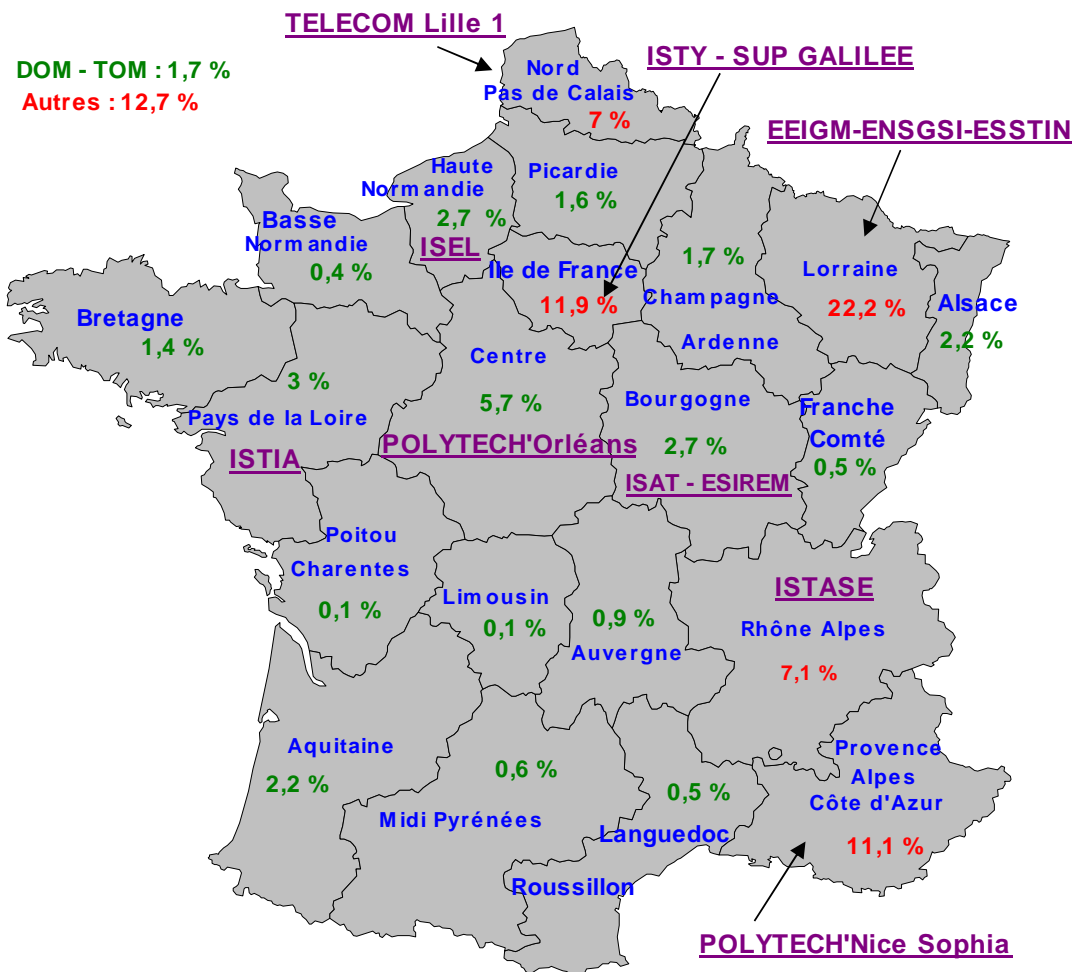 TELECOM Lille 1
ISTY - SUP GALILEE
DOM - TOM : 1,7 %
Autres : 12,7 %
Nord
Pas de Calais
7 %
EEIGM-ENSGSI-ESSTIN
Haute
Normandie
2,7 %
ISEL
Picardie
1,6 %
Basse
Normandie
0,4 %
Ile de France
11,9 %
1,7 %
Champagne
Ardenne
Lorraine
22,2 %
Alsace
2,2 %
Bretagne
1,4 %
3 %
Pays de la Loire
ISTIA
Centre
5,7 %
POLYTECH'Orléans
Bourgogne
2,7 %
ISAT - ESIREM
Franche
Comté
0,5 %
Poitou
Charentes
0,1 %
Limousin
0,1 %
0,9 %
Auvergne
ISTASE
Rhône Alpes
7,1 %
Aquitaine
2,2 %
0,6 %
Midi Pyrénées
0,5 %
Languedoc
Roussillon
Provence
Alpes
Côte d'Azur
11,1 %
POLYTECH'Nice Sophia